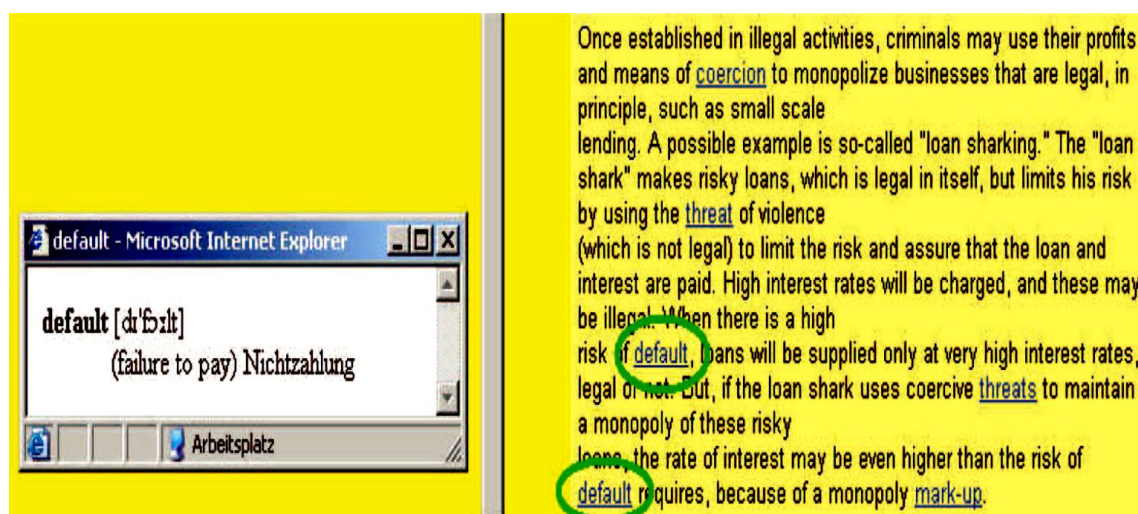 default - Microsoft Internet Explorer
default [dɪ'fɔːlt]
(failure to pay) Nichtzahlung
Arbeitsplatz
Once established in illegal activities, criminals may use their profits
and means of coercion to monopolize businesses that are legal, in
principle, such as small scale
lending. A possible example is so-called "loan sharking." The "loan
shark" makes risky loans, which is legal in itself, but limits his risk
by using the threat of violence
(which is not legal) to limit the risk and assure that the loan and
interest are paid. High interest rates will be charged, and these may
be illegal. When there is a high
risk of default, loans will be supplied only at very high interest rates,
legal or not. But, if the loan shark uses coercive threats to maintain
a monopoly of these risky
loans, the rate of interest may be even higher than the risk of
default requires, because of a monopoly mark-up.